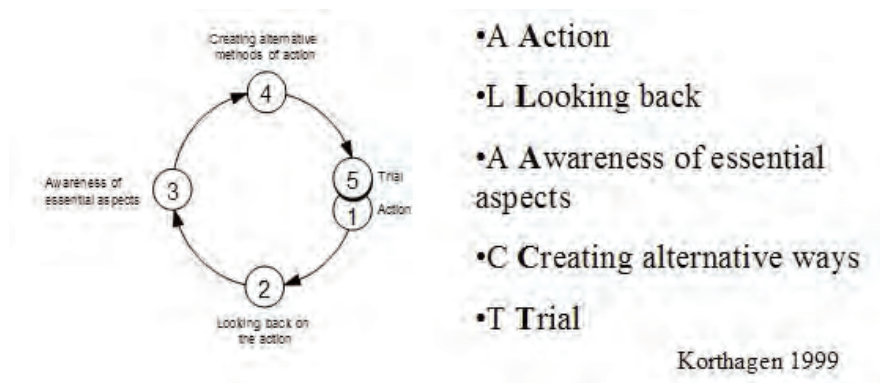 Creating alternative
methods of action
4
Awareness of
essential aspects
3
5
Trial
1
Action
2
Looking back on
the action
•A Action
•L Looking back
•A Awareness of essential
aspects
•C Creating alternative ways
•T Trial
Korthagen 1999